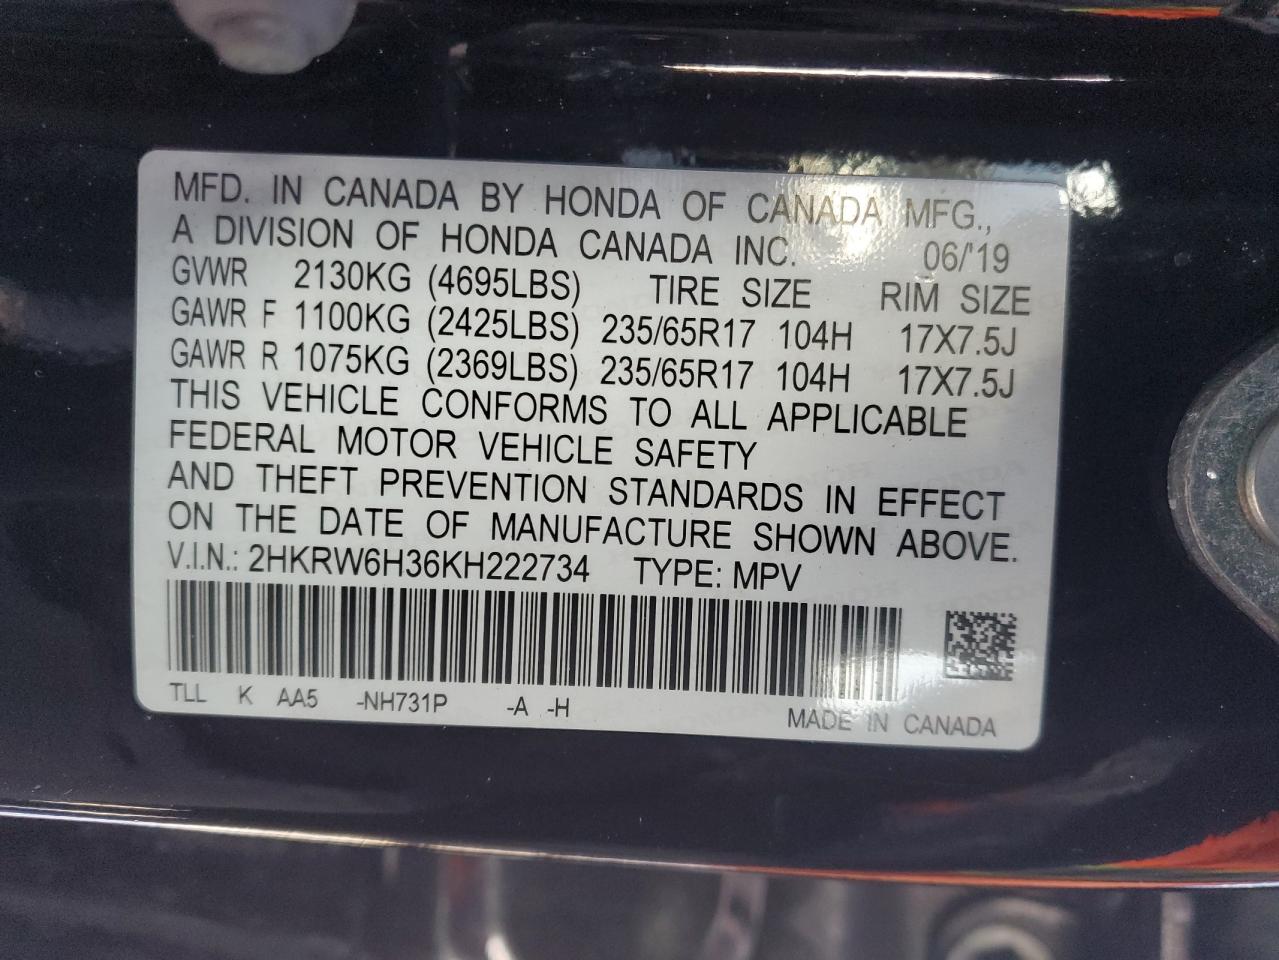 MFD. IN CANADA BY HONDA OF CANADA MFG.,
A DIVISION OF HONDA CANADA INC. 06/'19
GVWR 2130KG (4695LBS) TIRE SIZE RIM SIZE
GAWR F 1100KG (2425LBS) 235/65R17 104H 17X7.5J
GAWR R 1075KG (2369LBS) 235/65R17 104H 17X7.5J
THIS VEHICLE CONFORMS TO ALL APPLICABLE
FEDERAL MOTOR VEHICLE SAFETY
AND THEFT PREVENTION STANDARDS IN EFFECT
ON THE DATE OF MANUFACTURE SHOWN ABOVE.
V.I.N.: 2HKRW6H36KH222734 TYPE: MPV
TLL K AA5 -NH731P -A -H
MADE IN CANADA